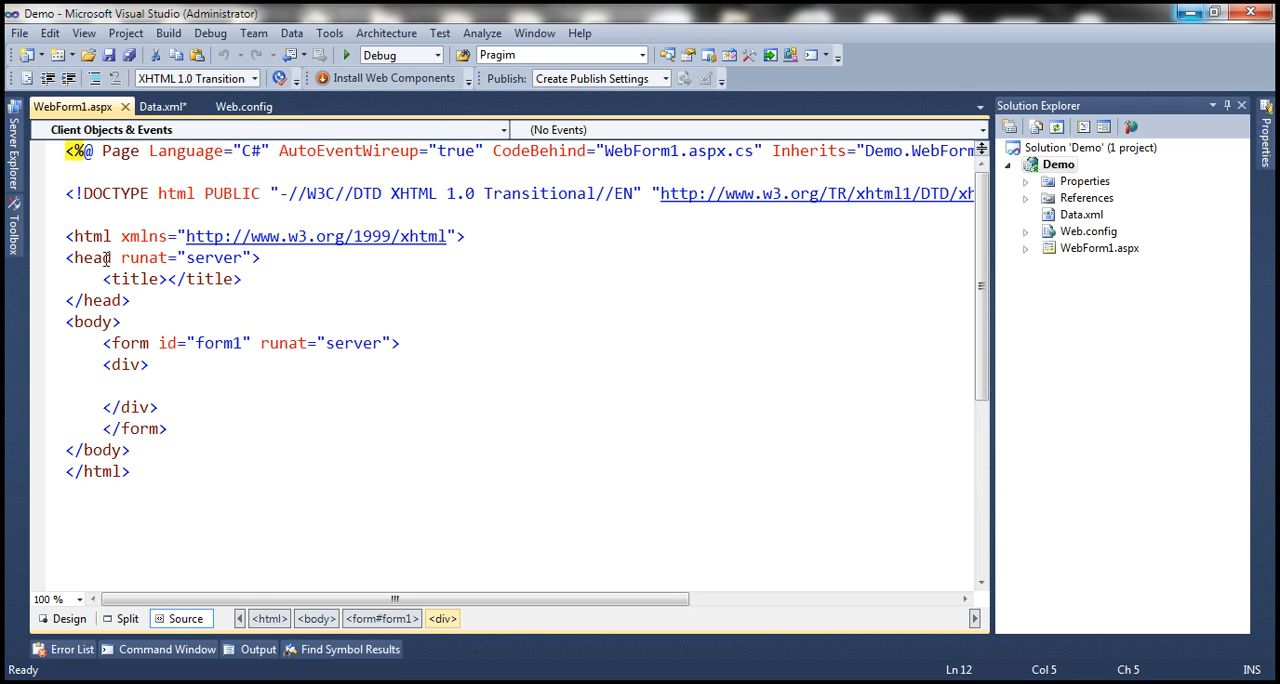 Demo - Microsoft Visual Studio (Administrator)
File Edit View Project Build Debug Team Data Tools Architecture Test Analyze Window Help
Debug Pragim
XHTML 1.0 Transition Install Web Components Publish: Create Publish Settings
WebForm1.aspx Data.xml* Web.config
Client Objects & Events (No Events)
<%@ Page Language="C#" AutoEventWireup="true" CodeBehind="WebForm1.aspx.cs" Inherits="Demo.WebForm
<!DOCTYPE html PUBLIC "-//W3C//DTD XHTML 1.0 Transitional//EN" "http://www.w3.org/TR/xhtml1/DTD/xh
<html xmlns="http://www.w3.org/1999/xhtml">
<head runat="server">
<title></title>
</head>
<body>
<form id="form1" runat="server">
<div>
</div>
</form>
</body>
</html>
100 %
Design Split Source <html> <body> <form#form1> <div>
Server Explorer
Toolbox
Solution Explorer
Solution 'Demo' (1 project)
Demo
Properties
References
Data.xml
Web.config
WebForm1.aspx
Properties
Error List Command Window Output Find Symbol Results
Ready Ln 12 Col 5 Ch 5 INS